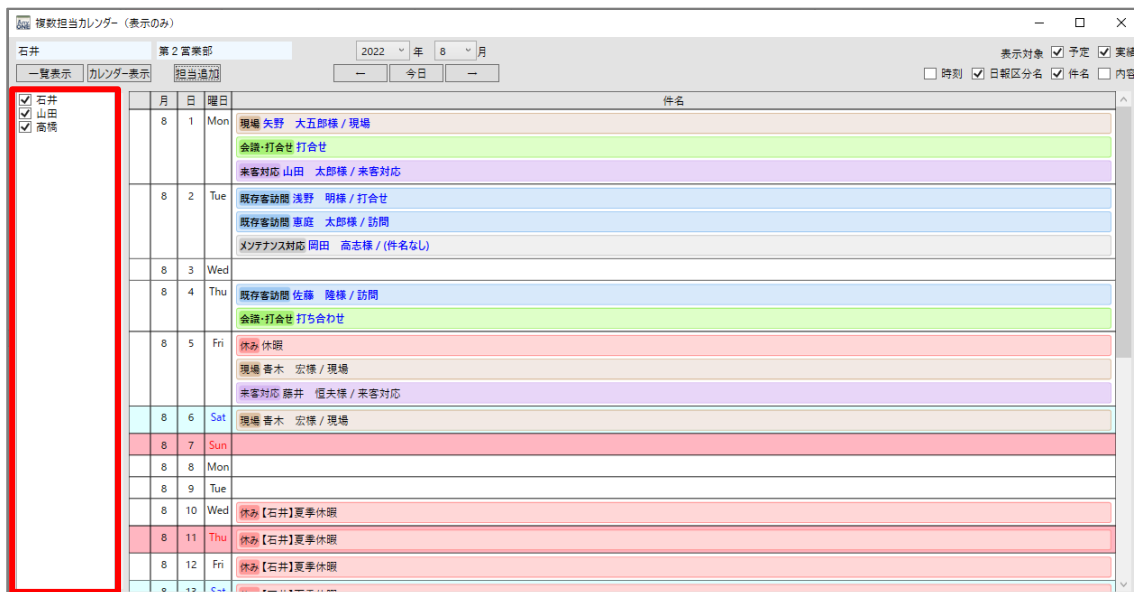 複数担当カレンダー（表示のみ）
石井 第２営業部 2022 年 8 月 表示対象 予定 実績
一覧表示 カレンダー表示 担当追加 ← 今日 → 時刻 日報区分名 件名 内容
石井
山田
高橋
月 日 曜日 件名
8 1 Mon 現場 矢野　大五郎様 / 現場
会議・打合せ 打合せ
来客対応 山田　太郎様 / 来客対応
8 2 Tue 既存客訪問 浅野　明様 / 打合せ
既存客訪問 恵庭　太郎様 / 訪問
メンテナンス対応 岡田　高志様 / (件名なし)
8 3 Wed
8 4 Thu 既存客訪問 佐藤　隆様 / 訪問
会議・打合せ 打ち合わせ
8 5 Fri 休み 休暇
現場 青木　宏様 / 現場
来客対応 藤井　恒夫様 / 来客対応
8 6 Sat 現場 青木　宏様 / 現場
8 7 Sun
8 8 Mon
8 9 Tue
8 10 Wed 休み 【石井】夏季休暇
8 11 Thu 休み 【石井】夏季休暇
8 12 Fri 休み 【石井】夏季休暇
8 13 Sat